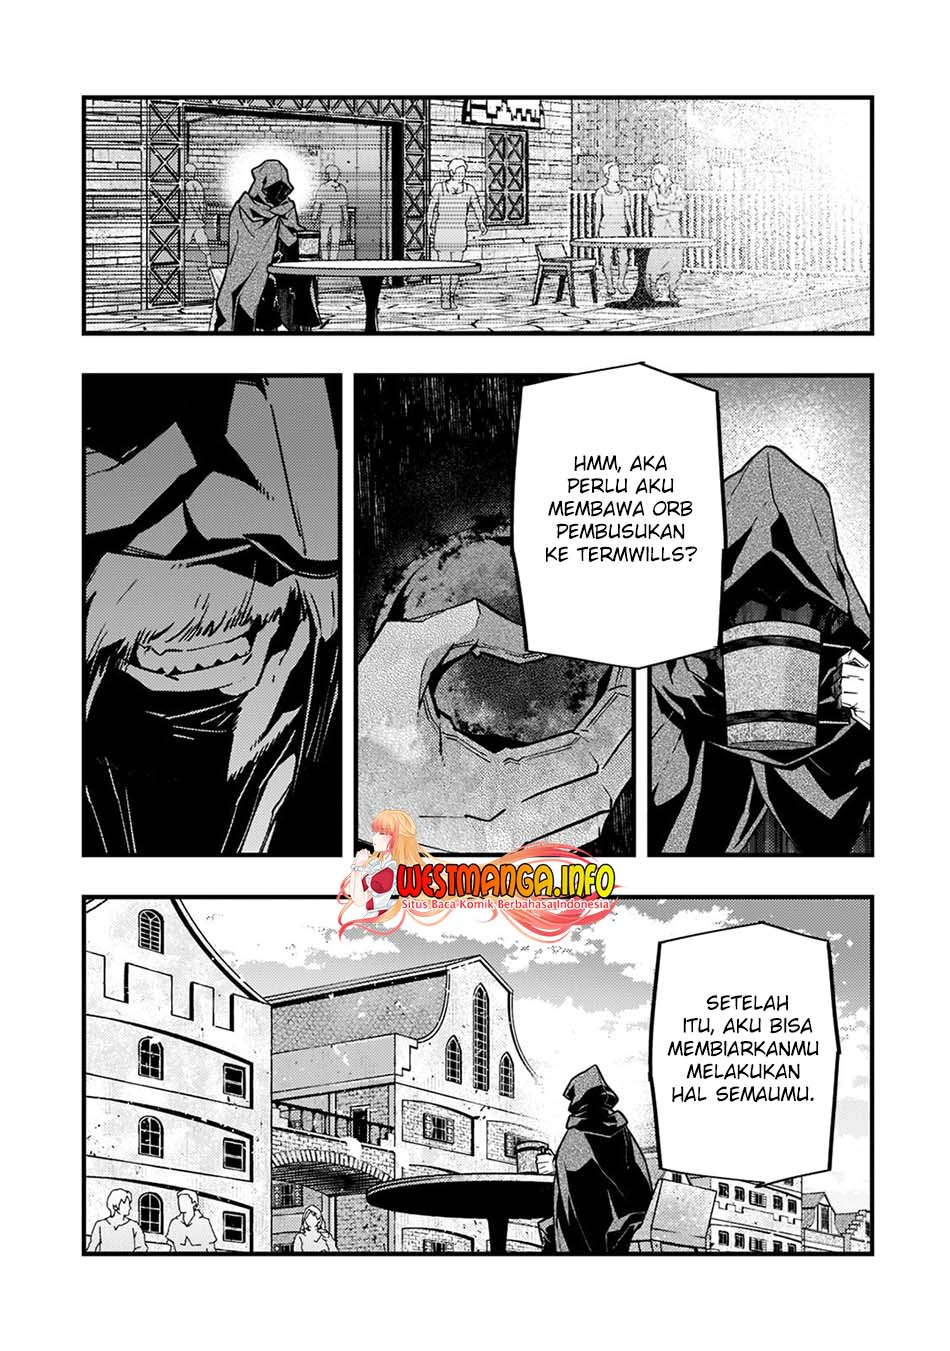 HMM, AKA
PERLU AKU
MEMBAWA ORB
PEMBUSUKAN
KE TERMWILLS?
WESTMANGA.INFO
Situs Baca Komik Berbahasa Indonesia
SETELAH
ITU, AKU BISA
MEMBIARKANMU
MELAKUKAN
HAL SEMAUMU.